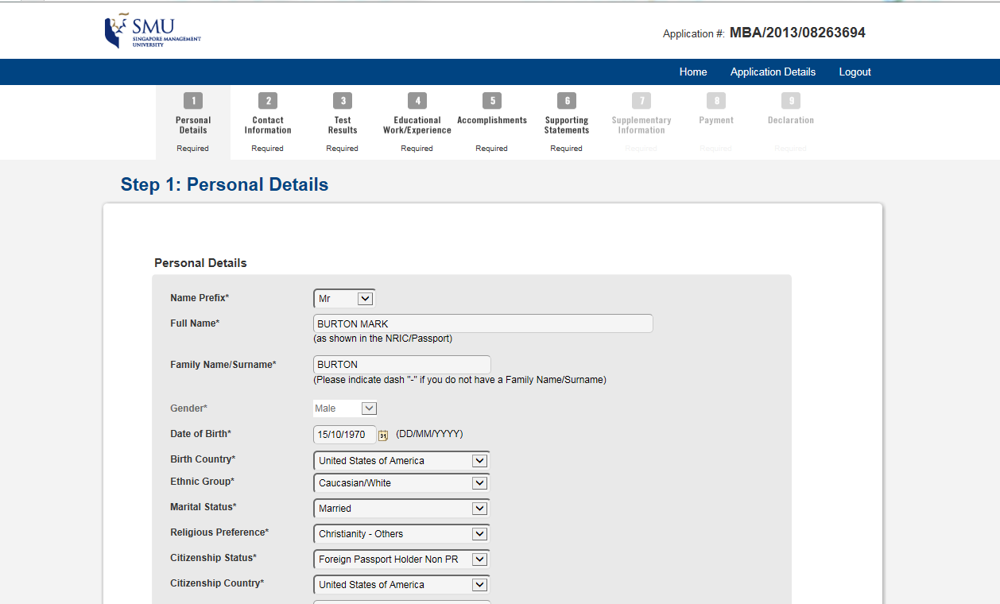 SMU
SINGAPORE MANAGEMENT
UNIVERSITY
Application #: MBA/2013/08263694
Home Application Details Logout
1 2 3 4 5 6 7 8 9
Personal Details
Contact Information
Test Results
Educational Work/Experience
Accomplishments
Supporting Statements
Supplementary Information
Payment
Declaration
Required Required Required Required Required Required Required Required Required
Step 1: Personal Details
Personal Details
Name Prefix* Mr
Full Name* BURTON MARK
(as shown in the NRIC/Passport)
Family Name/Surname* BURTON
(Please indicate dash "-" if you do not have a Family Name/Surname)
Gender* Male
Date of Birth* 15/10/1970 31 (DD/MM/YYYY)
Birth Country* United States of America
Ethnic Group* Caucasian/White
Marital Status* Married
Religious Preference* Christianity - Others
Citizenship Status* Foreign Passport Holder Non PR
Citizenship Country* United States of America